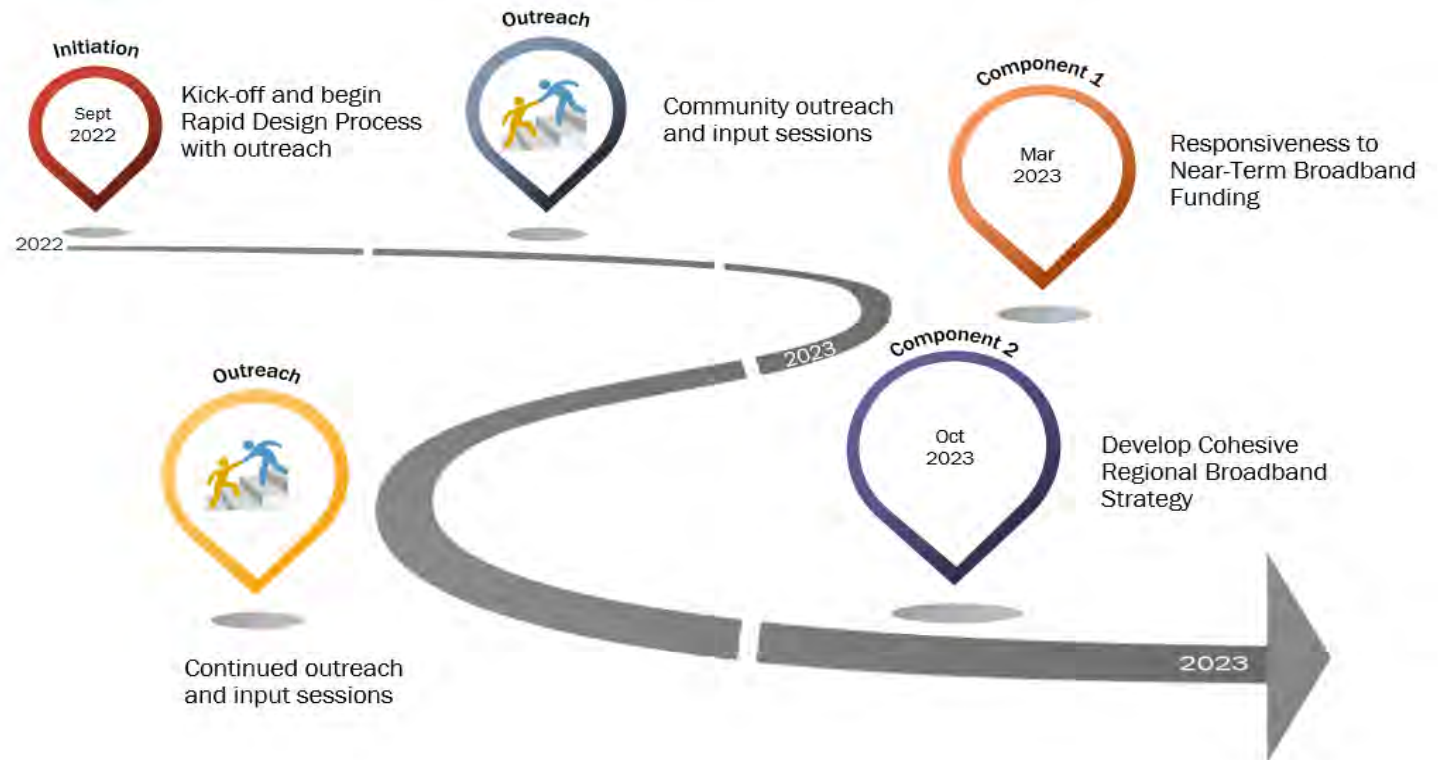 Initiation
Sept
2022
Kick-off and begin
Rapid Design Process
with outreach
Outreach
Community outreach
and input sessions
Component 1
Mar
2023
Responsiveness to
Near-Term Broadband
Funding
2022
2023
Outreach
Continued outreach
and input sessions
Component 2
Oct
2023
Develop Cohesive
Regional Broadband
Strategy
2023